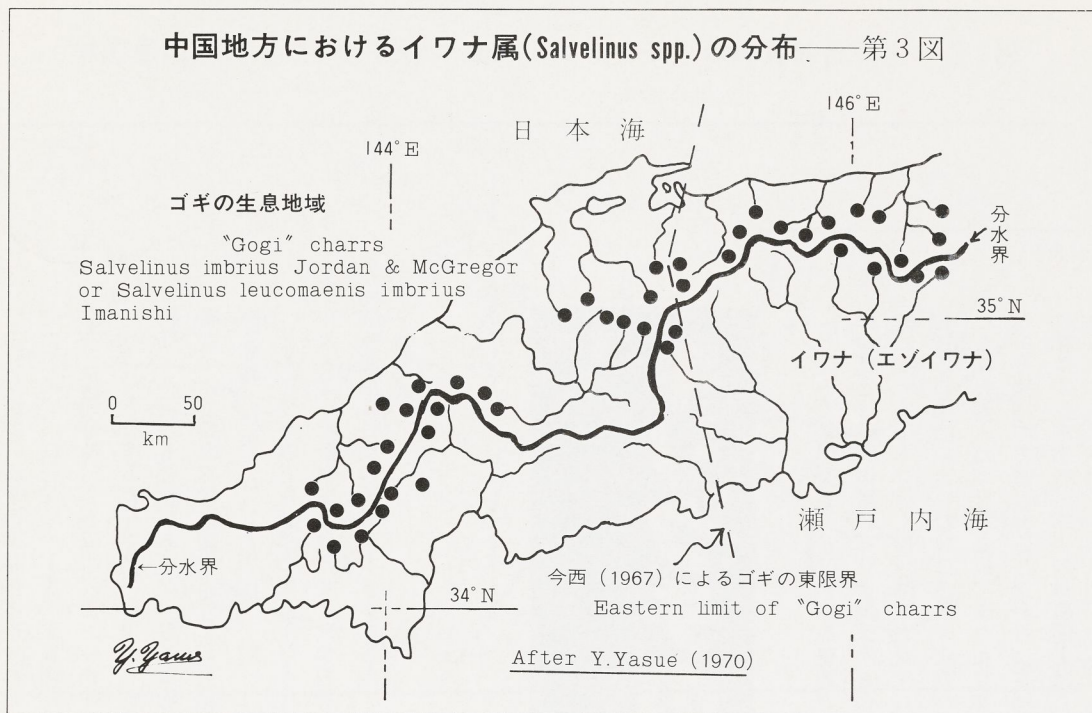 中国地方におけるイワナ属(Salvelinus spp.)の分布——第3図
146°E
日本海
144°E
ゴギの生息地域
"Gogi" charrs
Salvelinus imbrius Jordan & McGregor
or Salvelinus leucomaenis imbrius
Imanishi
分水界
35°N
イワナ(エゾイワナ)
0 50
km
瀬戸内海
←分水界
今西(1967)によるゴギの東限界
34°N
Eastern limit of "Gogi" charrs
After Y.Yasue (1970)